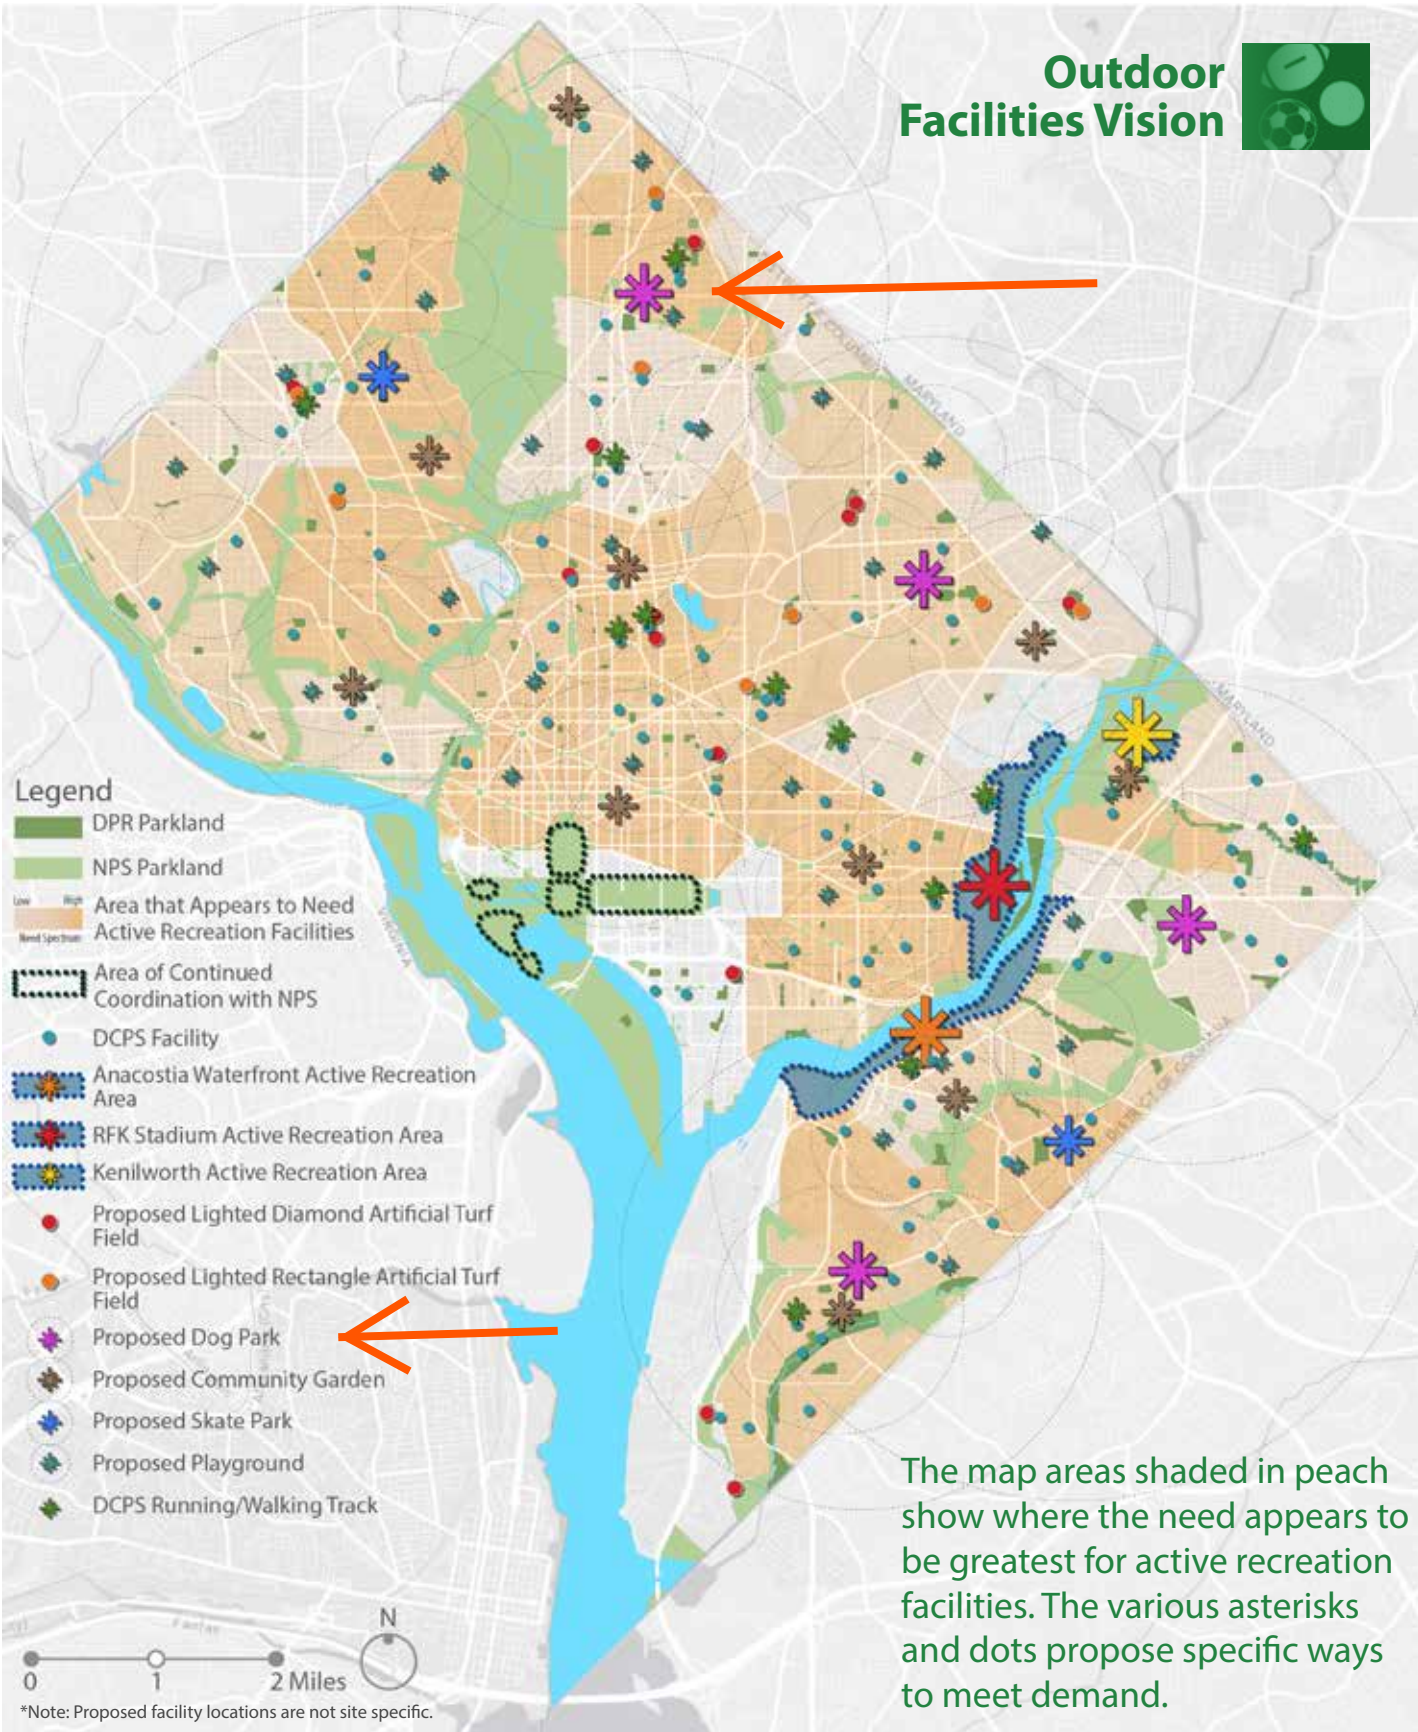 Outdoor
Facilities Vision
MARYLAND
MARYLAND
VIRGINIA
Legend
DPR Parkland
NPS Parkland
Low High
Need Spectrum
Area that Appears to Need
Active Recreation Facilities
Area of Continued
Coordination with NPS
DCPS Facility
Anacostia Waterfront Active Recreation
Area
RFK Stadium Active Recreation Area
Kenilworth Active Recreation Area
Proposed Lighted Diamond Artificial Turf
Field
Proposed Lighted Rectangle Artificial Turf
Field
Proposed Dog Park
Proposed Community Garden
Proposed Skate Park
Proposed Playground
DCPS Running/Walking Track
N
0 1 2 Miles
*Note: Proposed facility locations are not site specific.
The map areas shaded in peach
show where the need appears to
be greatest for active recreation
facilities. The various asterisks
and dots propose specific ways
to meet demand.